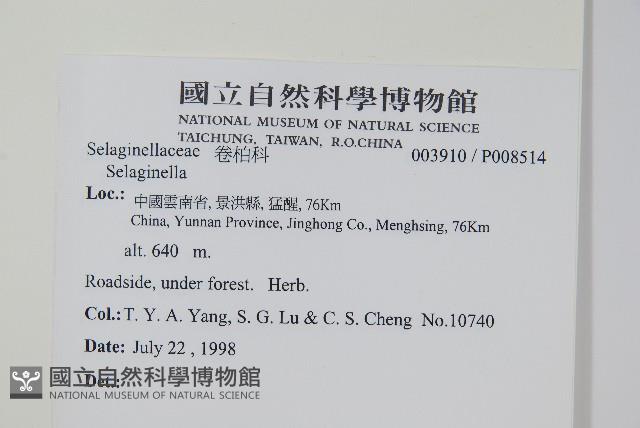 國立自然科學博物館
NATIONAL MUSEUM OF NATURAL SCIENCE
TAICHUNG, TAIWAN, R.O.CHINA
Selaginellaceae 卷柏科 003910 / P008514
Selaginella
Loc.: 中國雲南省, 景洪縣, 猛醒, 76Km
China, Yunnan Province, Jinghong Co., Menghsing, 76Km
alt. 640 m.
Roadside, under forest. Herb.
Col.: T. Y. A. Yang, S. G. Lu & C. S. Cheng No.10740
Date: July 22 , 1998
Det.:
國立自然科學博物館
NATIONAL MUSEUM OF NATURAL SCIENCE